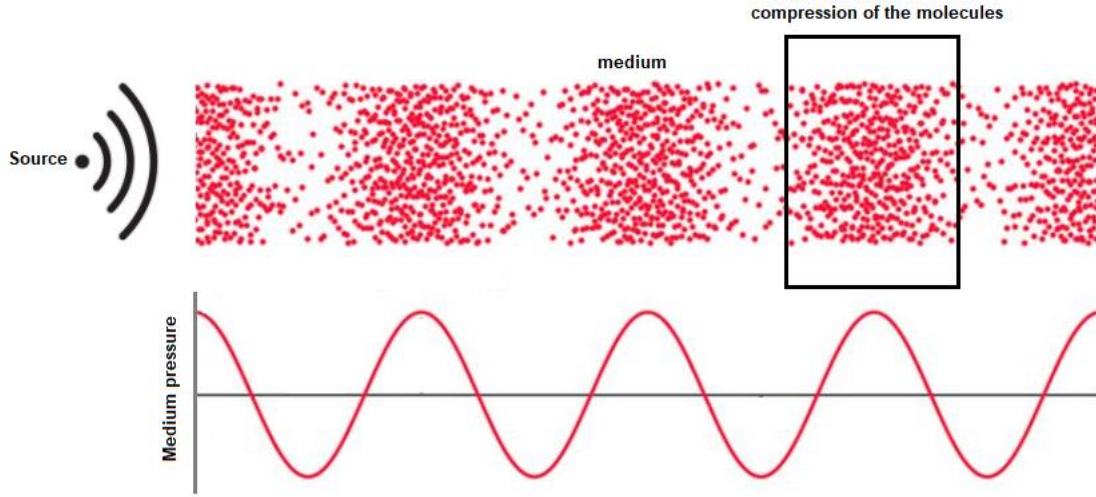 compression of the molecules
medium
Source
Medium pressure